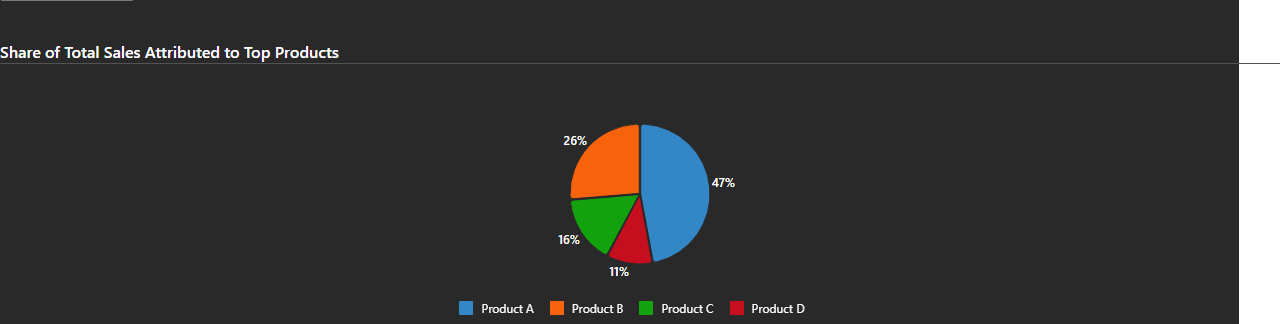 Share of Total Sales Attributed to Top Products
26%
47%
16%
11%
Product A Product B Product C Product D